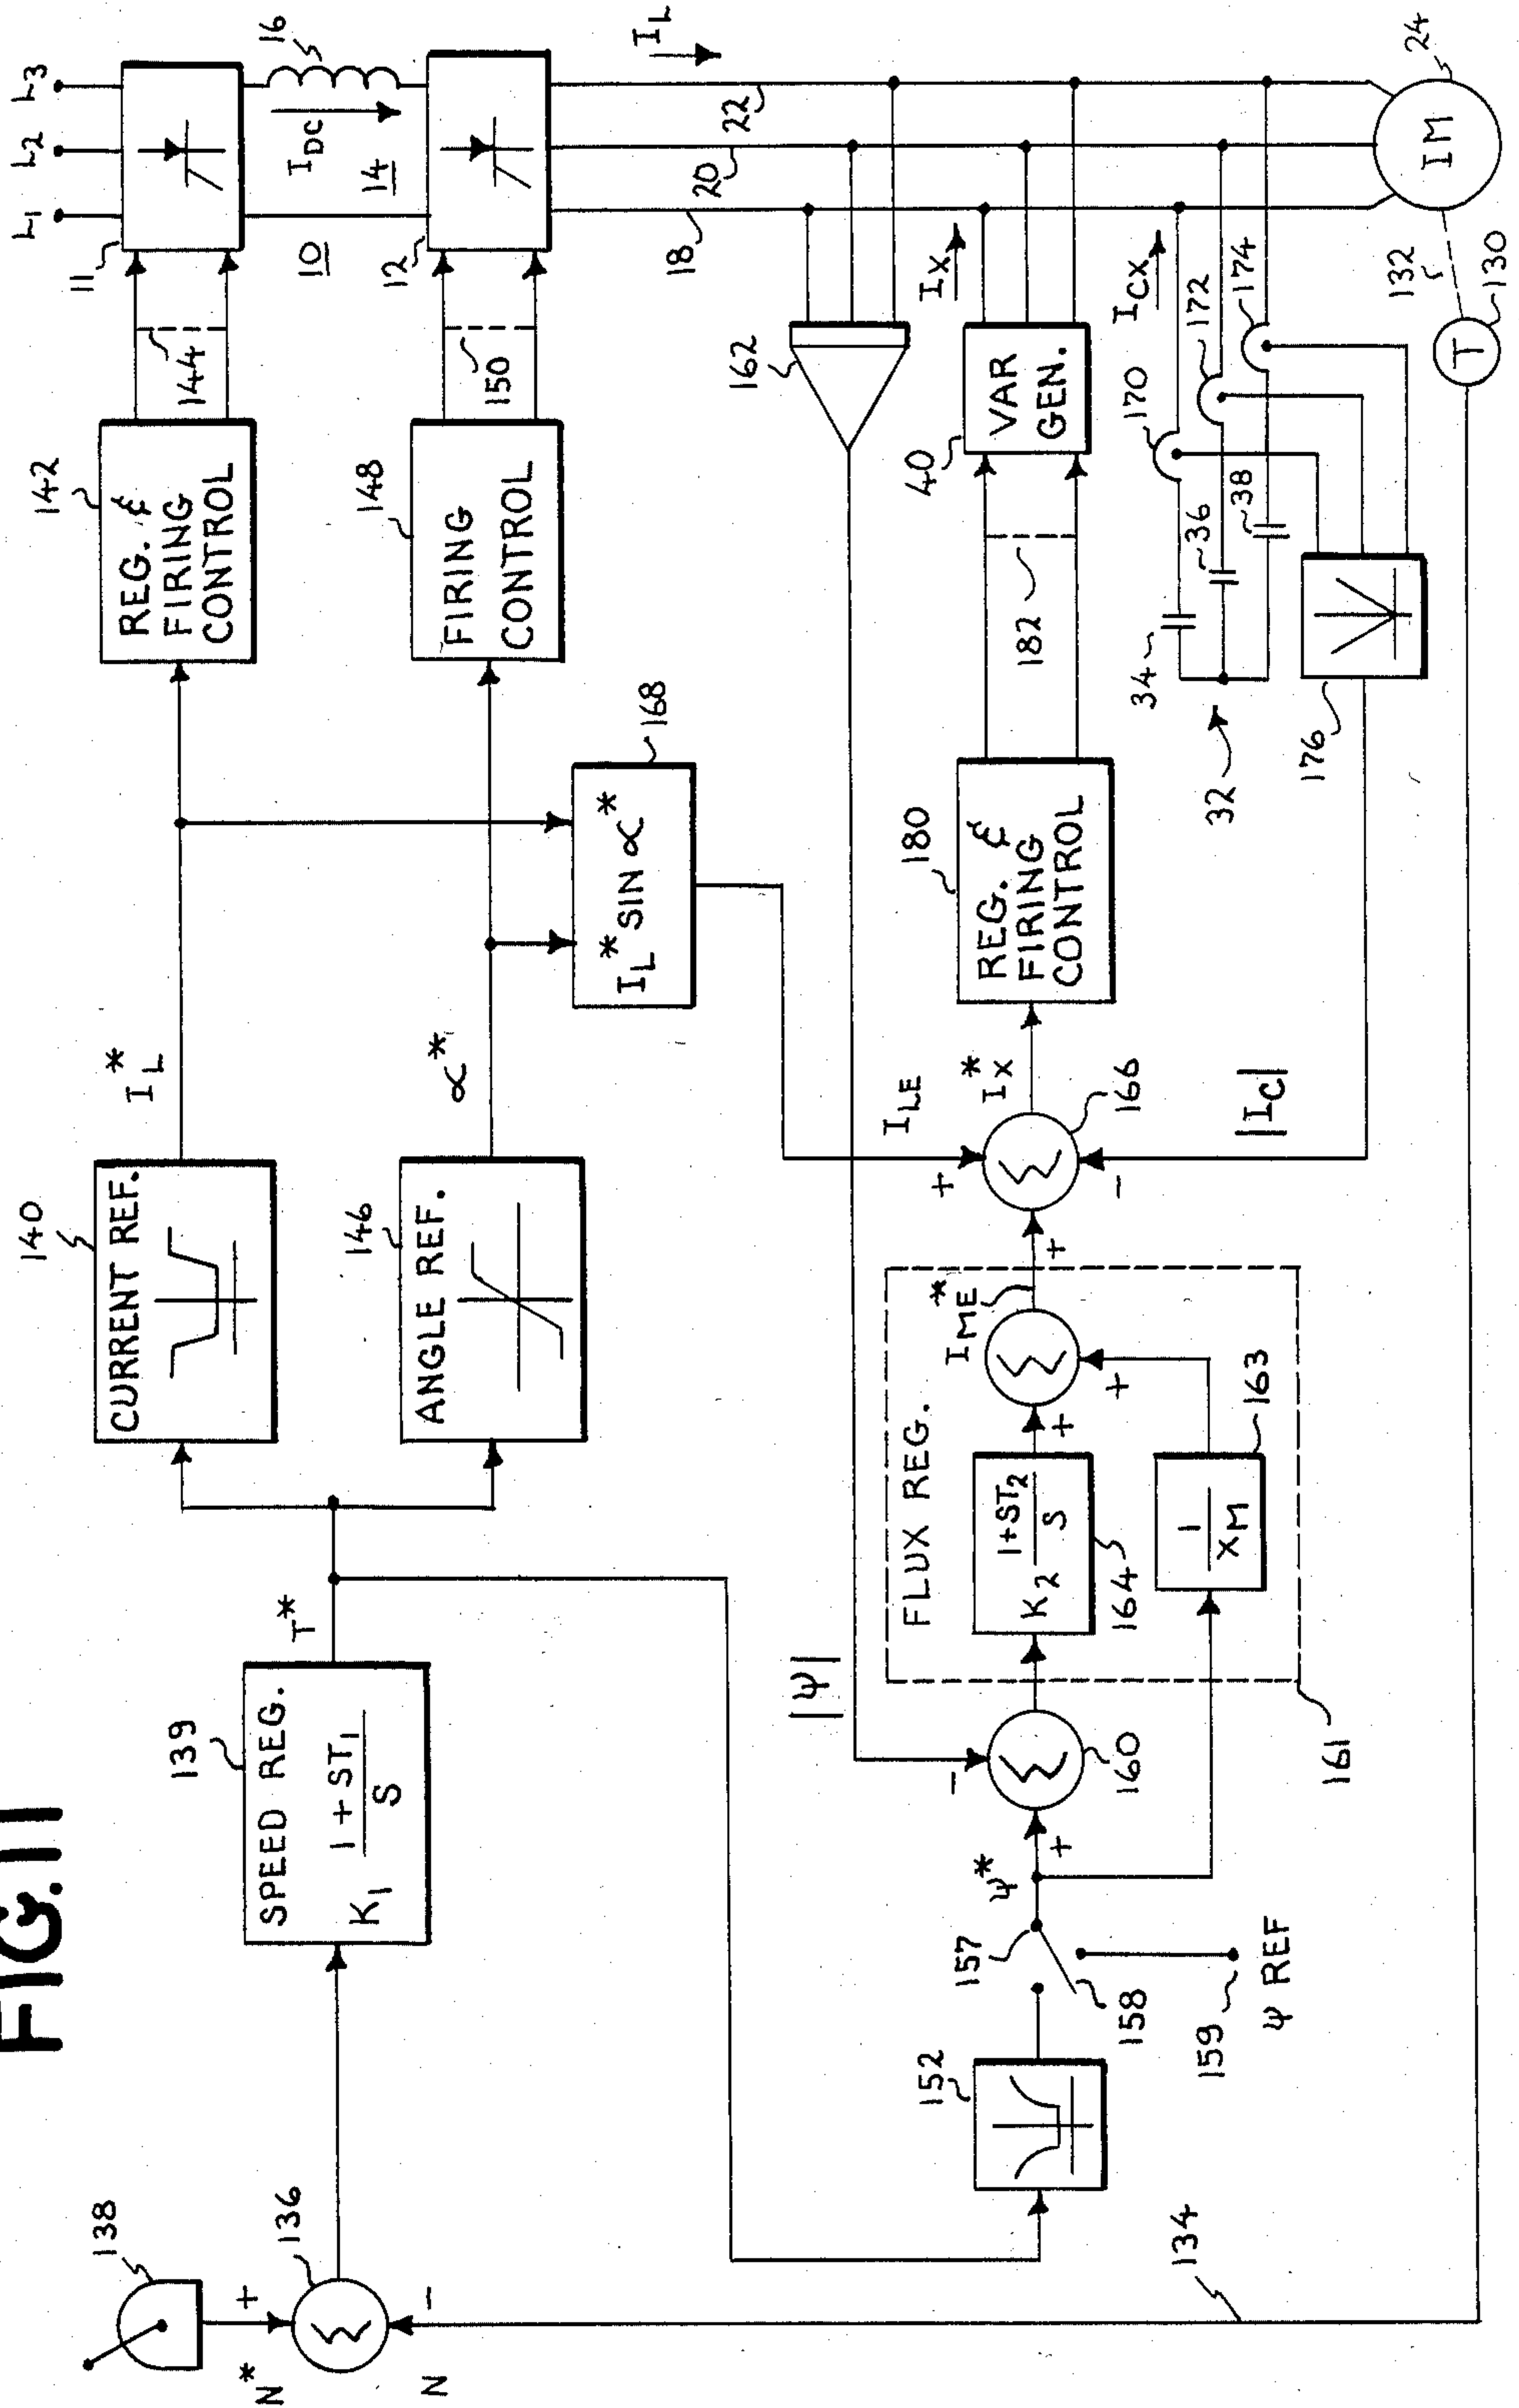 FIG. 11
138
N*
+
136
Σ
−
N
139
SPEED REG.
K1 1+ST1
S
T*
140
CURRENT REF.
IL*
146
ANGLE REF.
α*
142
REG. &
FIRING
CONTROL
144
148
FIRING
CONTROL
150
168
IL* SIN α*
L1
L2
L3
11
10
IDC
14
16
12
IL
18
20
22
162
IX
ICX
|Ψ|
152
157
158
159
Ψ REF
Ψ*
+
−
Σ
160
161
FLUX REG.
K2 1+ST2
S
164
1
XM
163
+
+
Σ
IME*
+
ILE
+
−
Σ
166
IX*
|IC|
180
REG. &
FIRING
CONTROL
182
40
VAR
GEN.
32
34
36
38
170
172
174
176
134
T
130
132
IM
24